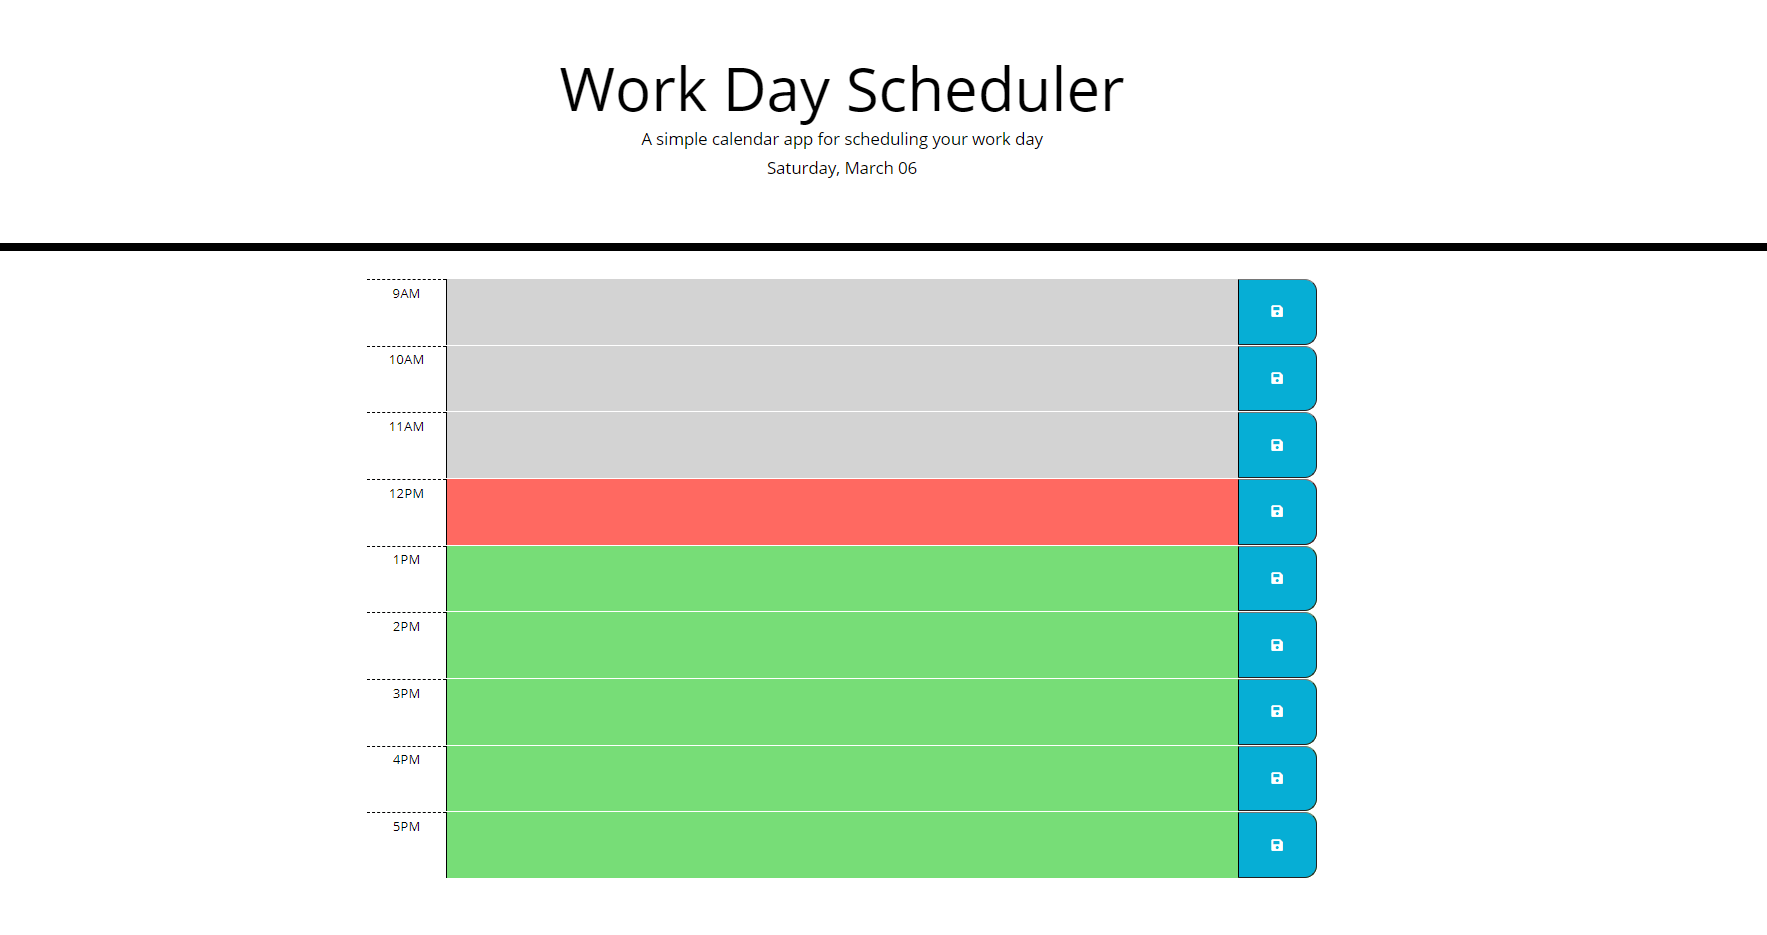 Work Day Scheduler
A simple calendar app for scheduling your work day
Saturday, March 06
9AM
10AM
11AM
12PM
1PM
2PM
3PM
4PM
5PM